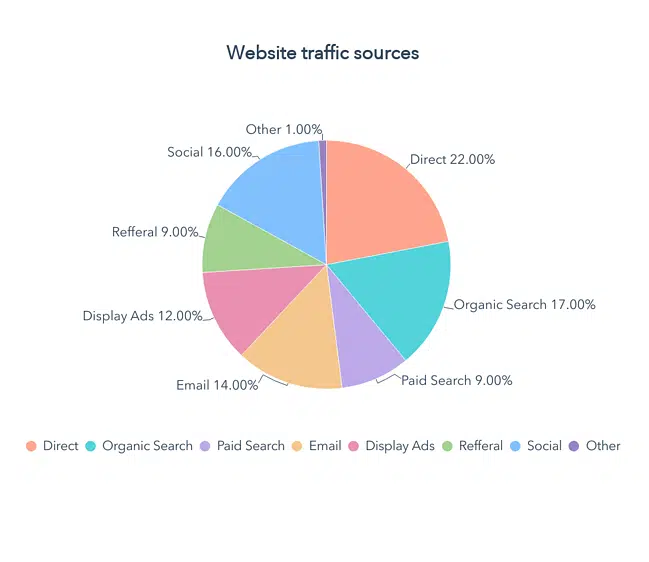 Website traffic sources
Other 1.00%
Social 16.00%
Direct 22.00%
Refferal 9.00%
Organic Search 17.00%
Display Ads 12.00%
Paid Search 9.00%
Email 14.00%
Direct Organic Search Paid Search Email Display Ads Refferal Social Other